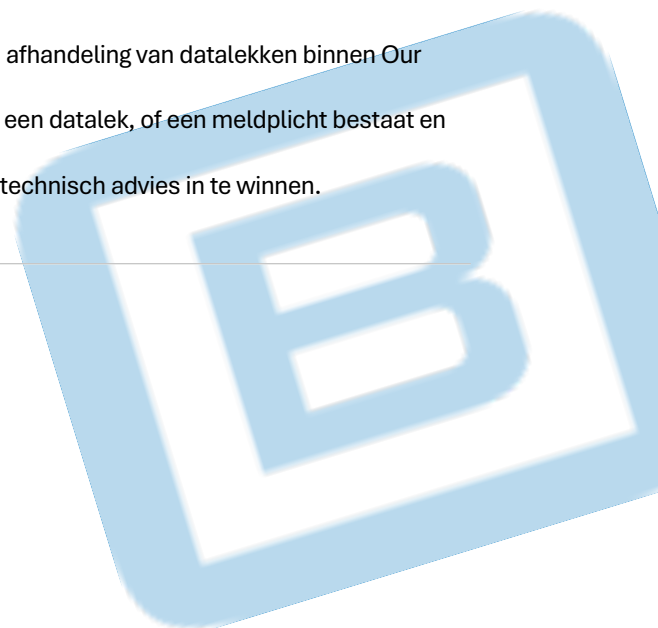 afhandeling van datalekken binnen Our
een datalek, of een meldplicht bestaat en
technisch advies in te winnen.
B